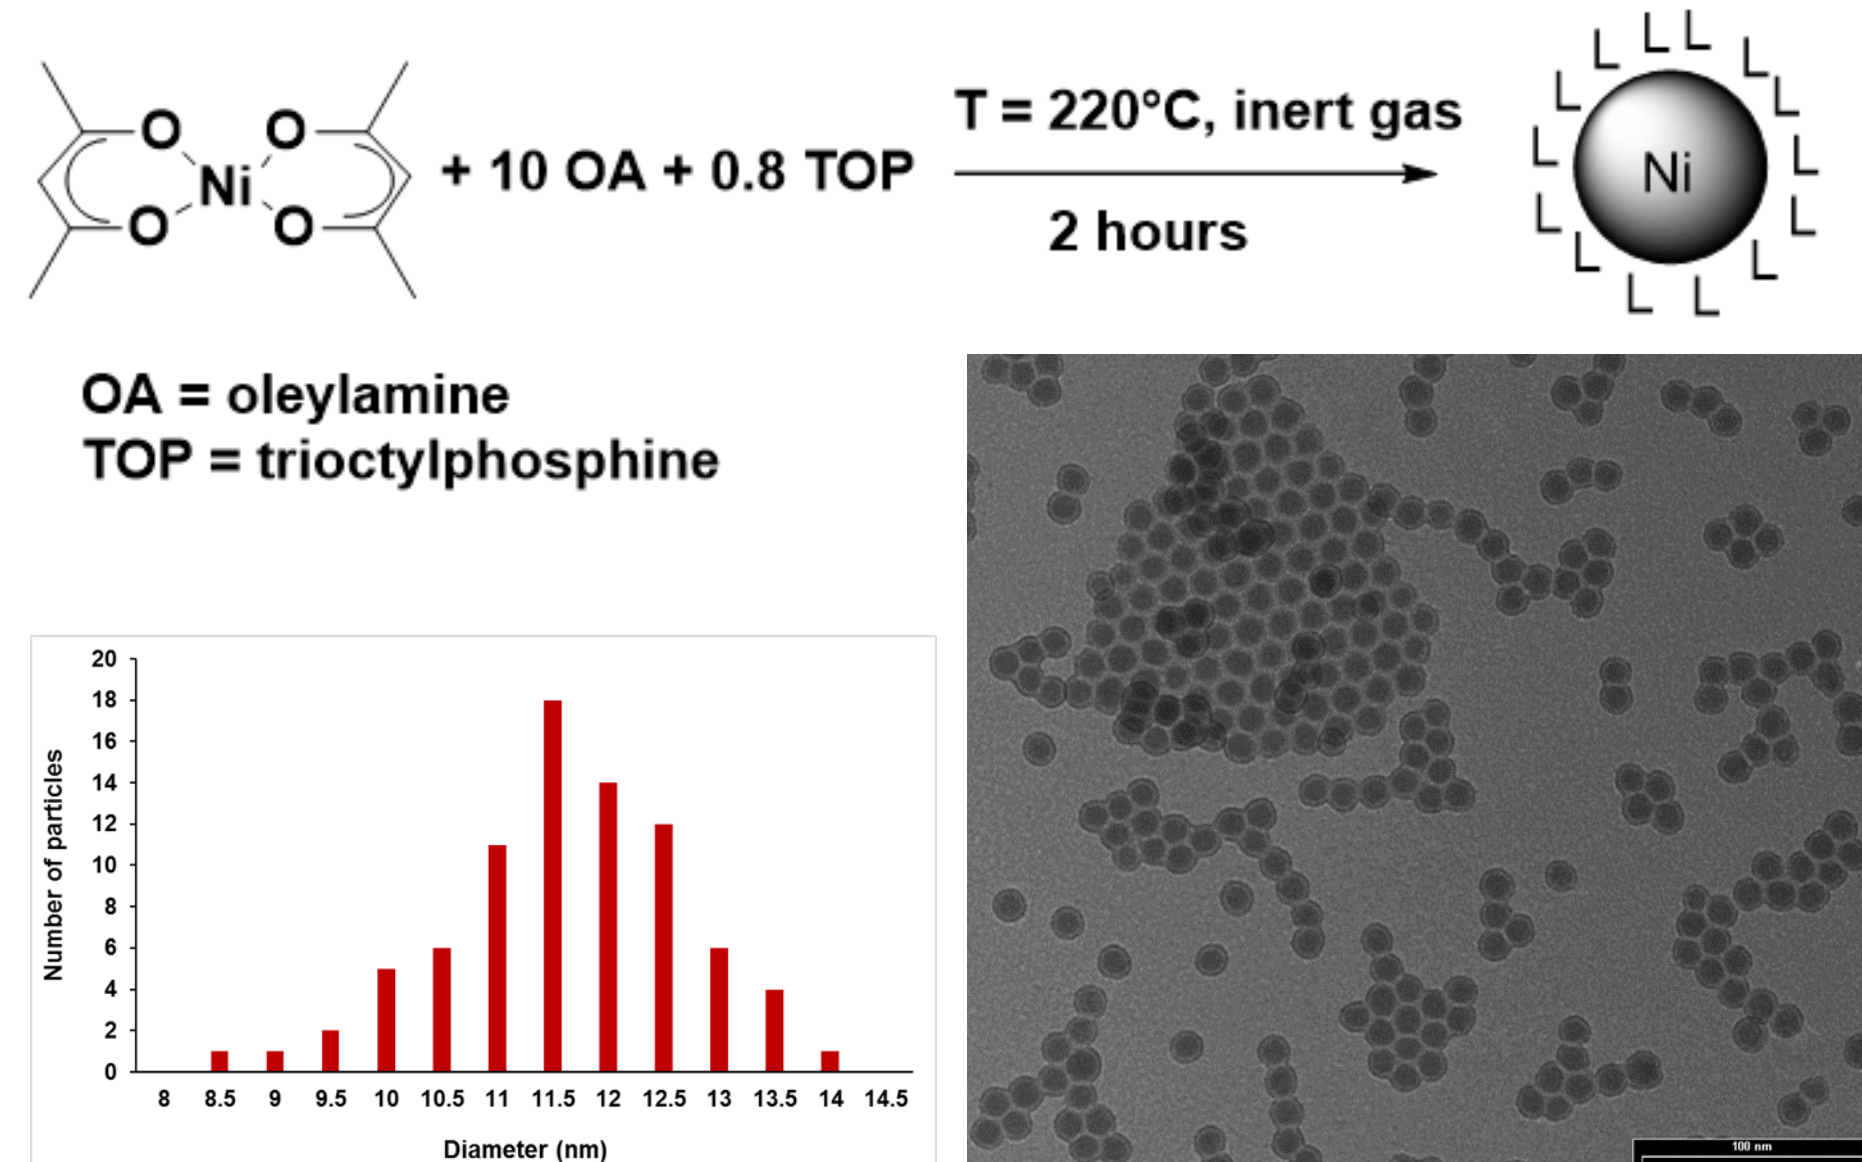 O O
Ni
O O
+ 10 OA + 0.8 TOP
T = 220°C, inert gas
2 hours
L L L L L L L L L L L L L L L
Ni
OA = oleylamine
TOP = trioctylphosphine
Number of particles
20
18
16
14
12
10
8
6
4
2
0
8 8.5 9 9.5 10 10.5 11 11.5 12 12.5 13 13.5 14 14.5
Diameter (nm)
100 nm